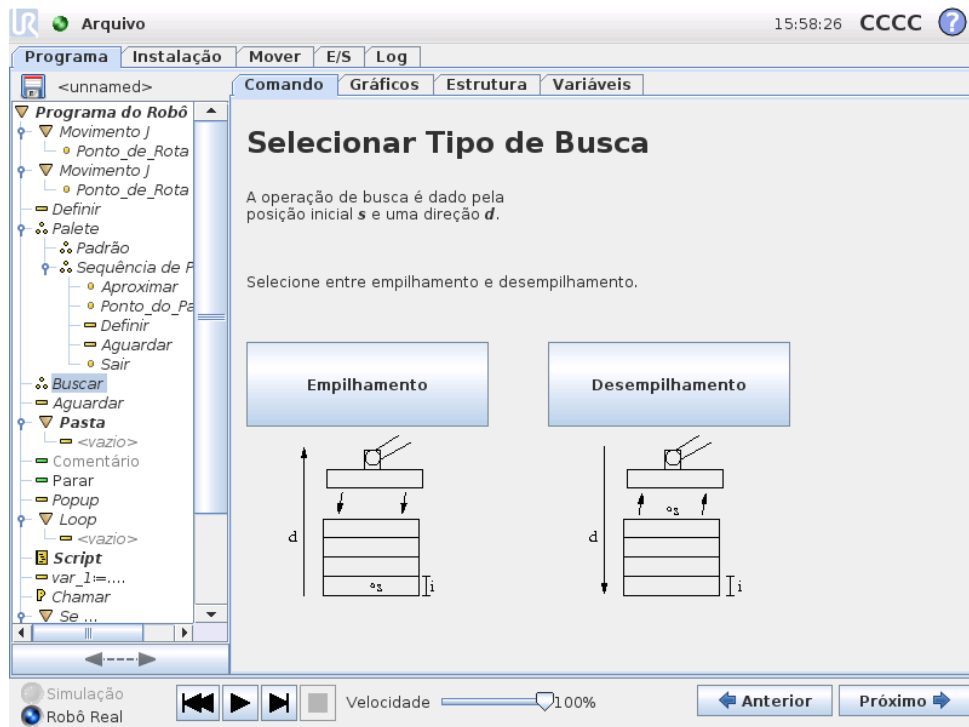 UR Arquivo 15:58:26 CCCC ?
Programa Instalação Mover E/S Log
<unnamed>
Comando Gráficos Estrutura Variáveis
Programa do Robô
Movimento J
Ponto_de_Rota
Movimento J
Ponto_de_Rota
Definir
Palete
Padrão
Sequência de P
Aproximar
Ponto_do_Pa
Definir
Aguardar
Sair
Buscar
Aguardar
Pasta
<vazio>
Comentário
Parar
Popup
Loop
<vazio>
Script
var_1:=....
Chamar
Se ...
Selecionar Tipo de Busca
A operação de busca é dado pela
posição inicial s e uma direção d.
Selecione entre empilhamento e desempilhamento.
Empilhamento Desempilhamento
d s i
d s i
Simulação
Robô Real
Velocidade 100%
Anterior Próximo